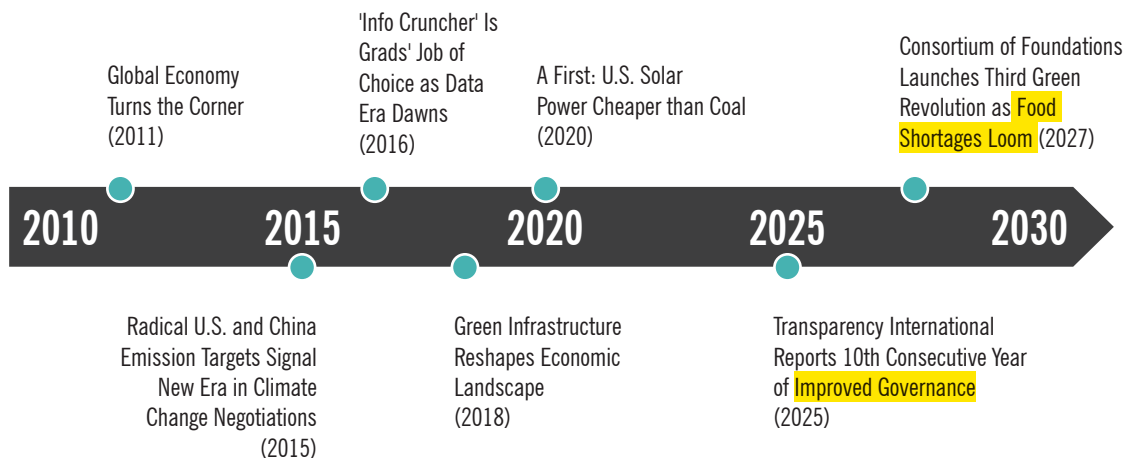 Global Economy
Turns the Corner
(2011)
'Info Cruncher' Is
Grads' Job of
Choice as Data
Era Dawns
(2016)
A First: U.S. Solar
Power Cheaper than Coal
(2020)
Consortium of Foundations
Launches Third Green
Revolution as Food
Shortages Loom (2027)
2010 2015 2020 2025 2030
Radical U.S. and China
Emission Targets Signal
New Era in Climate
Change Negotiations
(2015)
Green Infrastructure
Reshapes Economic
Landscape
(2018)
Transparency International
Reports 10th Consecutive Year
of Improved Governance
(2025)